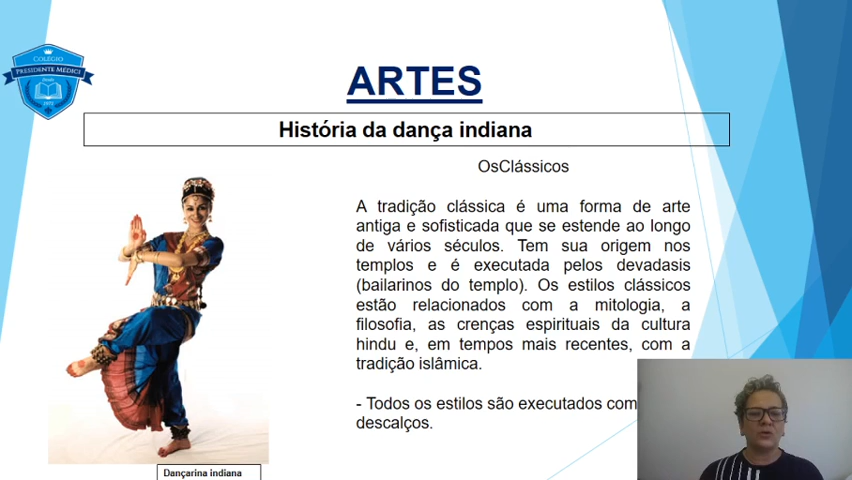 COLÉGIO
PRESIDENTE MÉDICI
ARTES
História da dança indiana
OsClássicos
A tradição clássica é uma forma de arte
antiga e sofisticada que se estende ao longo
de vários séculos. Tem sua origem nos
templos e é executada pelos devadasis
(bailarinos do templo). Os estilos clássicos
estão relacionados com a mitologia, a
filosofia, as crenças espirituais da cultura
hindu e, em tempos mais recentes, com a
tradição islâmica.
- Todos os estilos são executados com
descalços.
Dançarina indiana